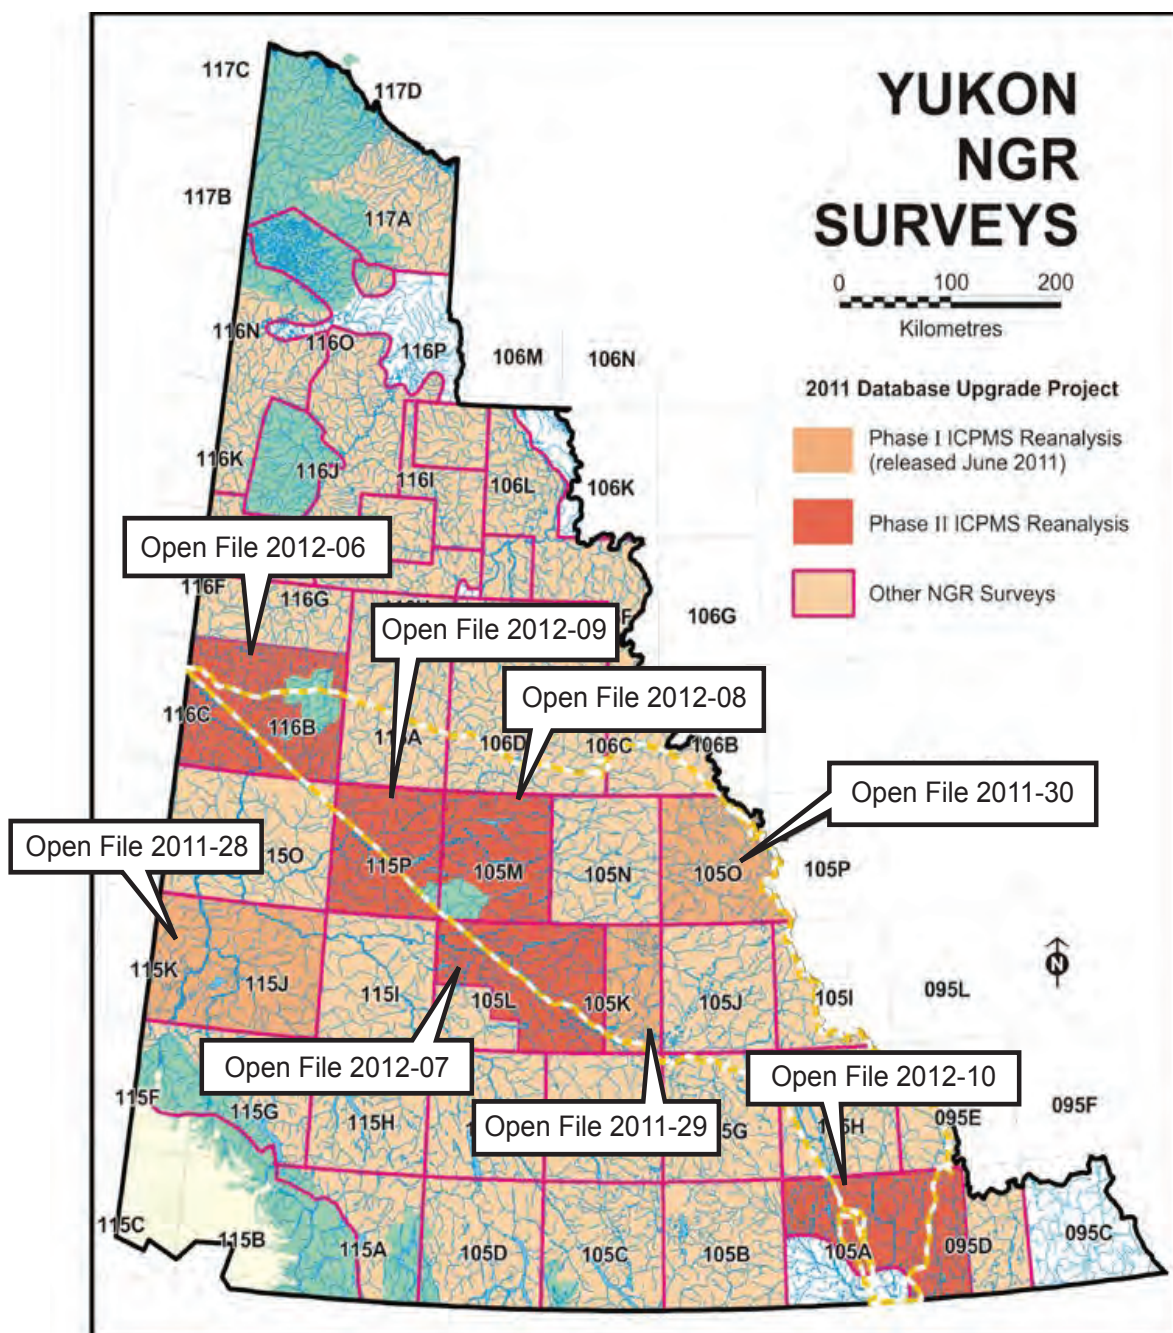 117C
117D
YUKON
NGR
SURVEYS
117B
117A
0 100 200
Kilometres
116N
116O
116P
106M
106N
2011 Database Upgrade Project
Phase I ICPMS Reanalysis
(released June 2011)
Phase II ICPMS Reanalysis
Other NGR Surveys
116K
116J
116I
106L
106K
Open File 2012-06
116F
116G
106G
Open File 2012-09
Open File 2012-08
116C
116B
106D
106C
106B
Open File 2011-30
Open File 2011-28
115P
105M
105N
105O
105P
N
115K
115J
115I
105L
105K
105J
105I
095L
Open File 2012-07
Open File 2012-10
Open File 2011-29
115F
115G
115H
095E
095F
115C
115B
115A
105D
105C
105B
105A
095D
095C